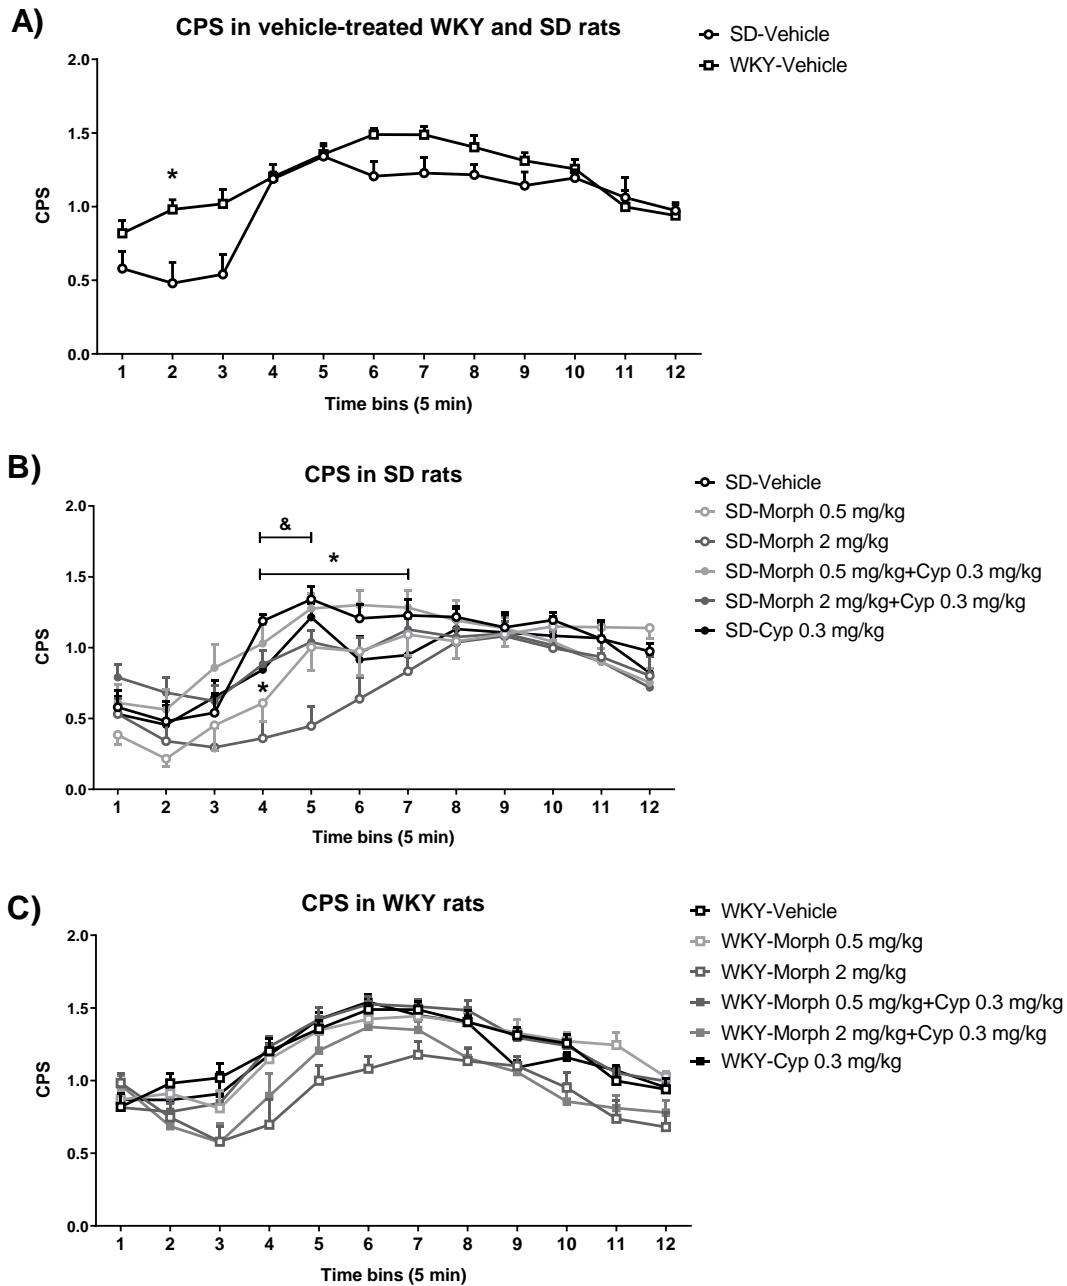 A)
CPS in vehicle-treated WKY and SD rats
SD-Vehicle
WKY-Vehicle
2.0
1.5
1.0
0.5
0.0
CPS
*
1 2 3 4 5 6 7 8 9 10 11 12
Time bins (5 min)
B)
CPS in SD rats
SD-Vehicle
SD-Morph 0.5 mg/kg
SD-Morph 2 mg/kg
SD-Morph 0.5 mg/kg+Cyp 0.3 mg/kg
SD-Morph 2 mg/kg+Cyp 0.3 mg/kg
SD-Cyp 0.3 mg/kg
2.0
1.5
1.0
0.5
0.0
CPS
&
*
*
1 2 3 4 5 6 7 8 9 10 11 12
Time bins (5 min)
C)
CPS in WKY rats
WKY-Vehicle
WKY-Morph 0.5 mg/kg
WKY-Morph 2 mg/kg
WKY-Morph 0.5 mg/kg+Cyp 0.3 mg/kg
WKY-Morph 2 mg/kg+Cyp 0.3 mg/kg
WKY-Cyp 0.3 mg/kg
2.0
1.5
1.0
0.5
0.0
CPS
1 2 3 4 5 6 7 8 9 10 11 12
Time bins (5 min)